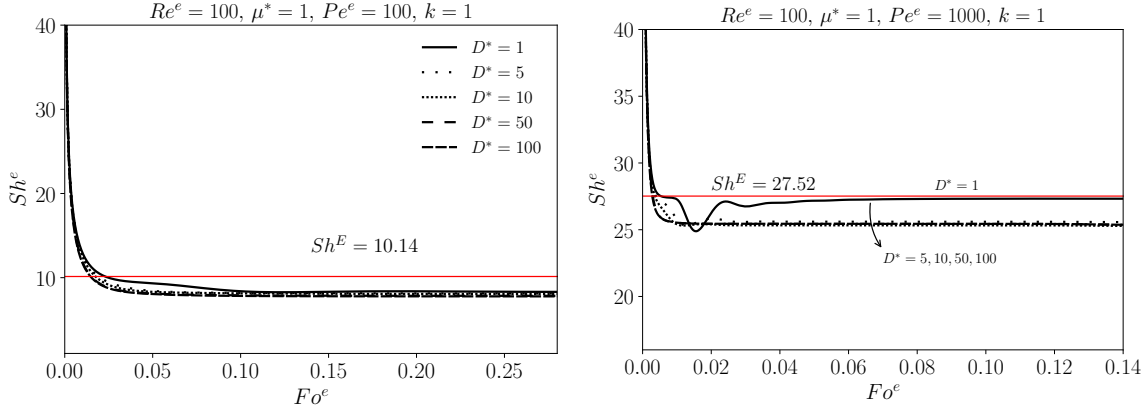 Re^e = 100, μ* = 1, Pe^e = 100, k = 1
40
30
20
10
Sh^e
D* = 1
D* = 5
D* = 10
D* = 50
D* = 100
Sh^E = 10.14
0.00 0.05 0.10 0.15 0.20 0.25
Fo^e
Re^e = 100, μ* = 1, Pe^e = 1000, k = 1
40
35
30
25
20
Sh^e
Sh^E = 27.52
D* = 1
D* = 5, 10, 50, 100
0.00 0.02 0.04 0.06 0.08 0.10 0.12 0.14
Fo^e